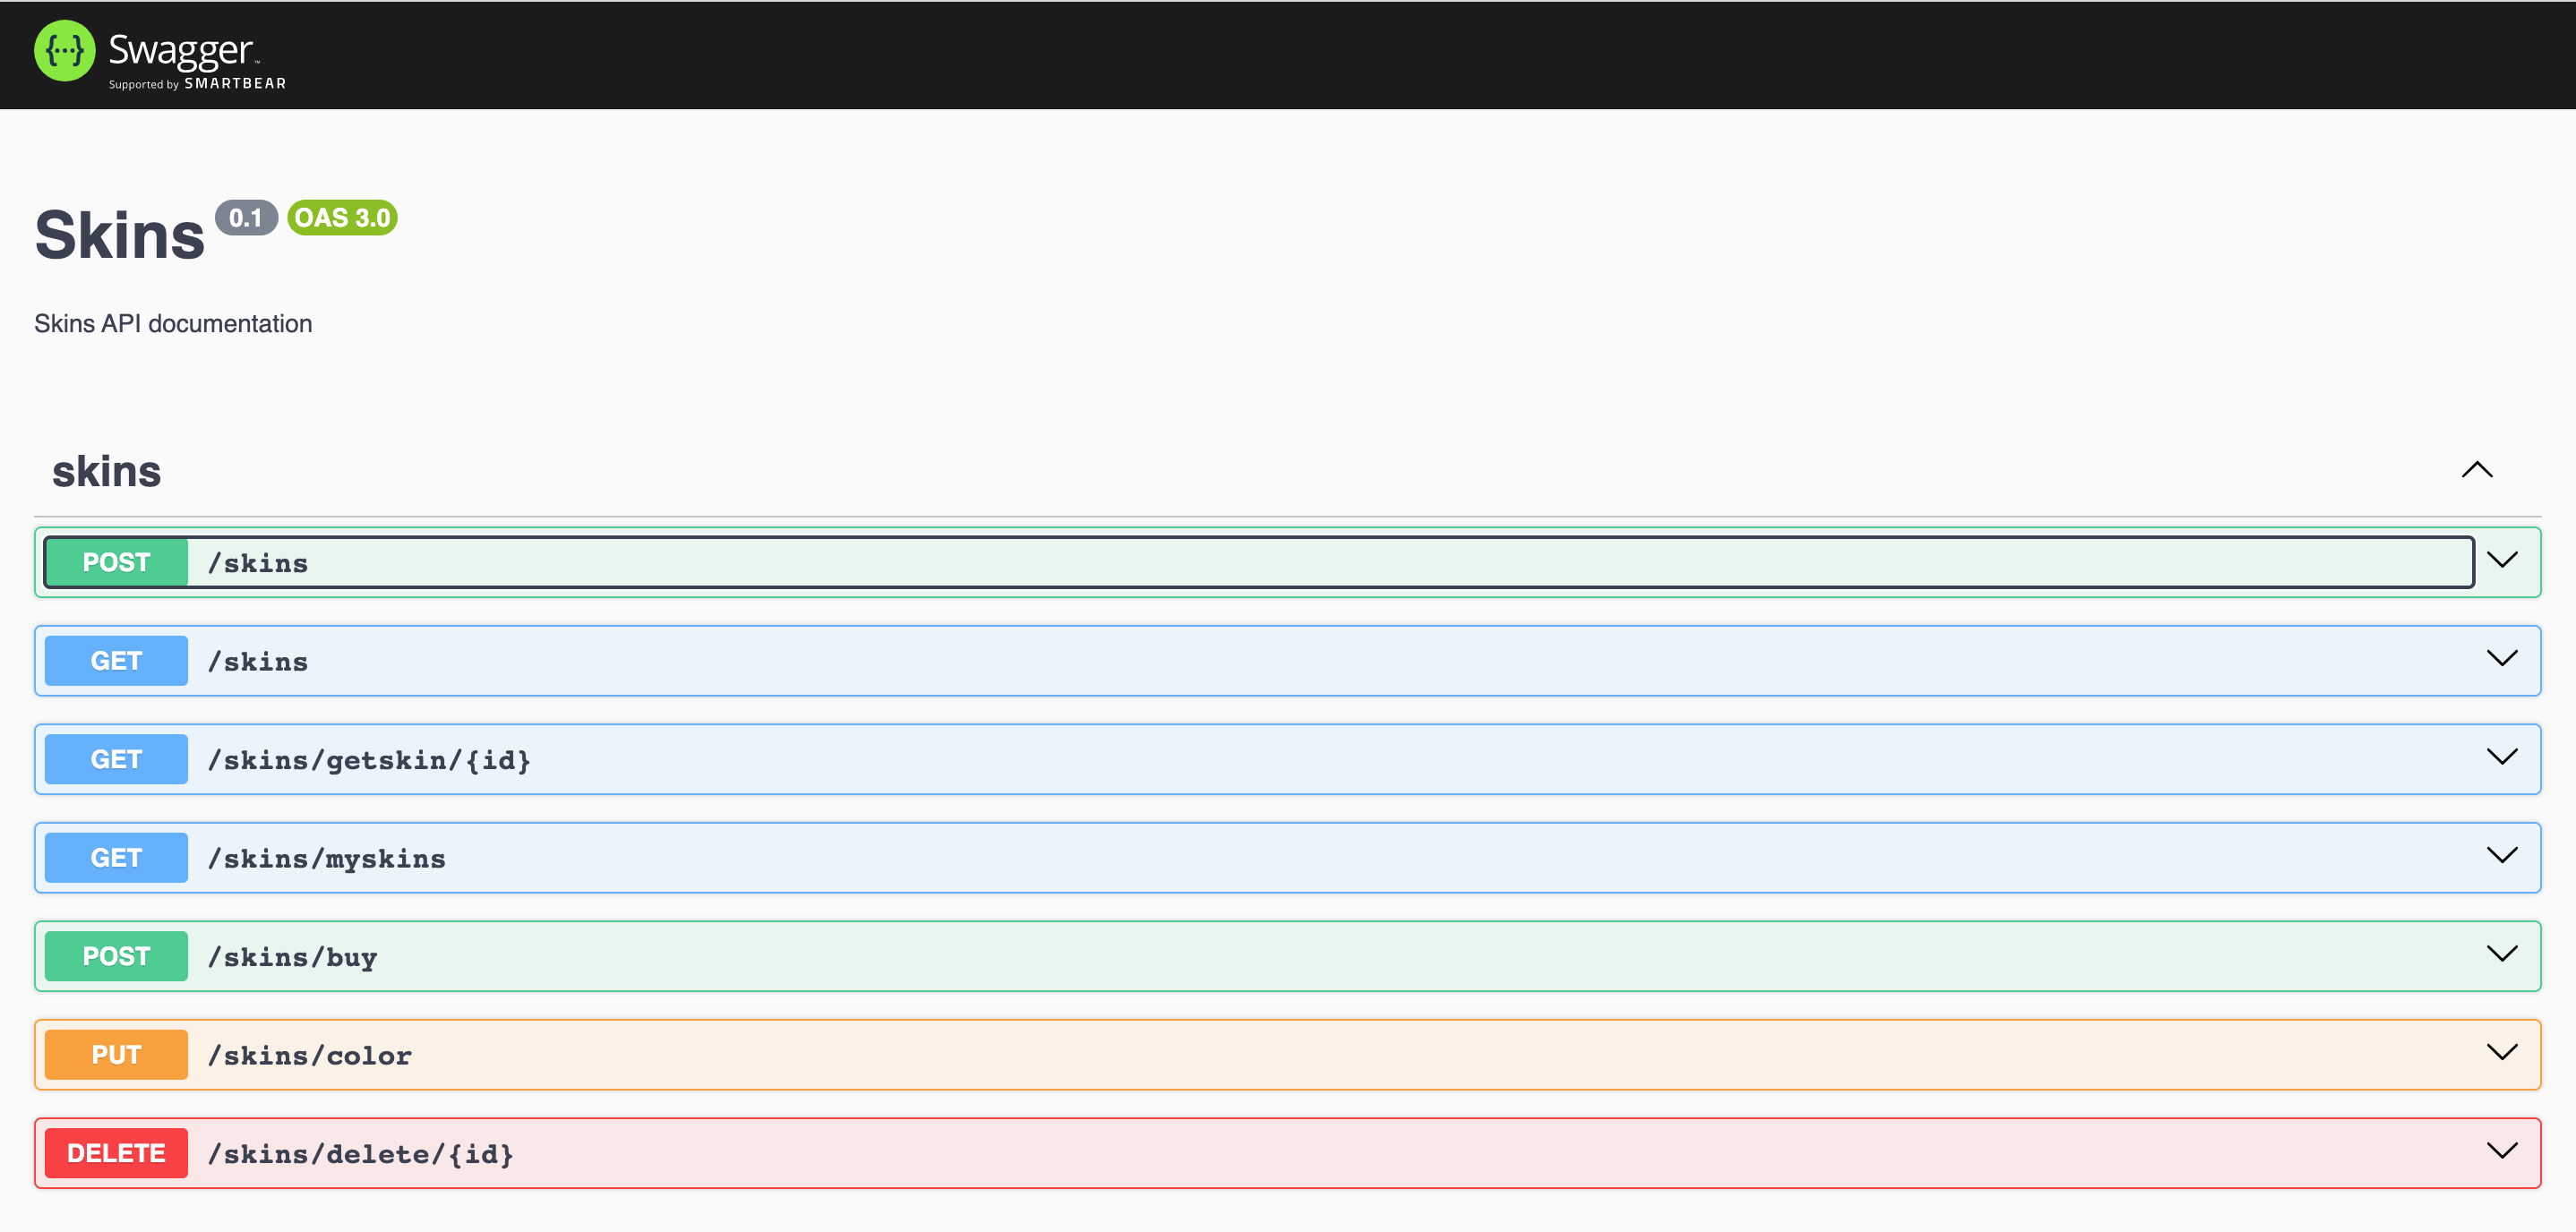 {···} Swagger™
Supported by SMARTBEAR
Skins 0.1 OAS 3.0
Skins API documentation
skins
POST /skins
GET /skins
GET /skins/getskin/{id}
GET /skins/myskins
POST /skins/buy
PUT /skins/color
DELETE /skins/delete/{id}